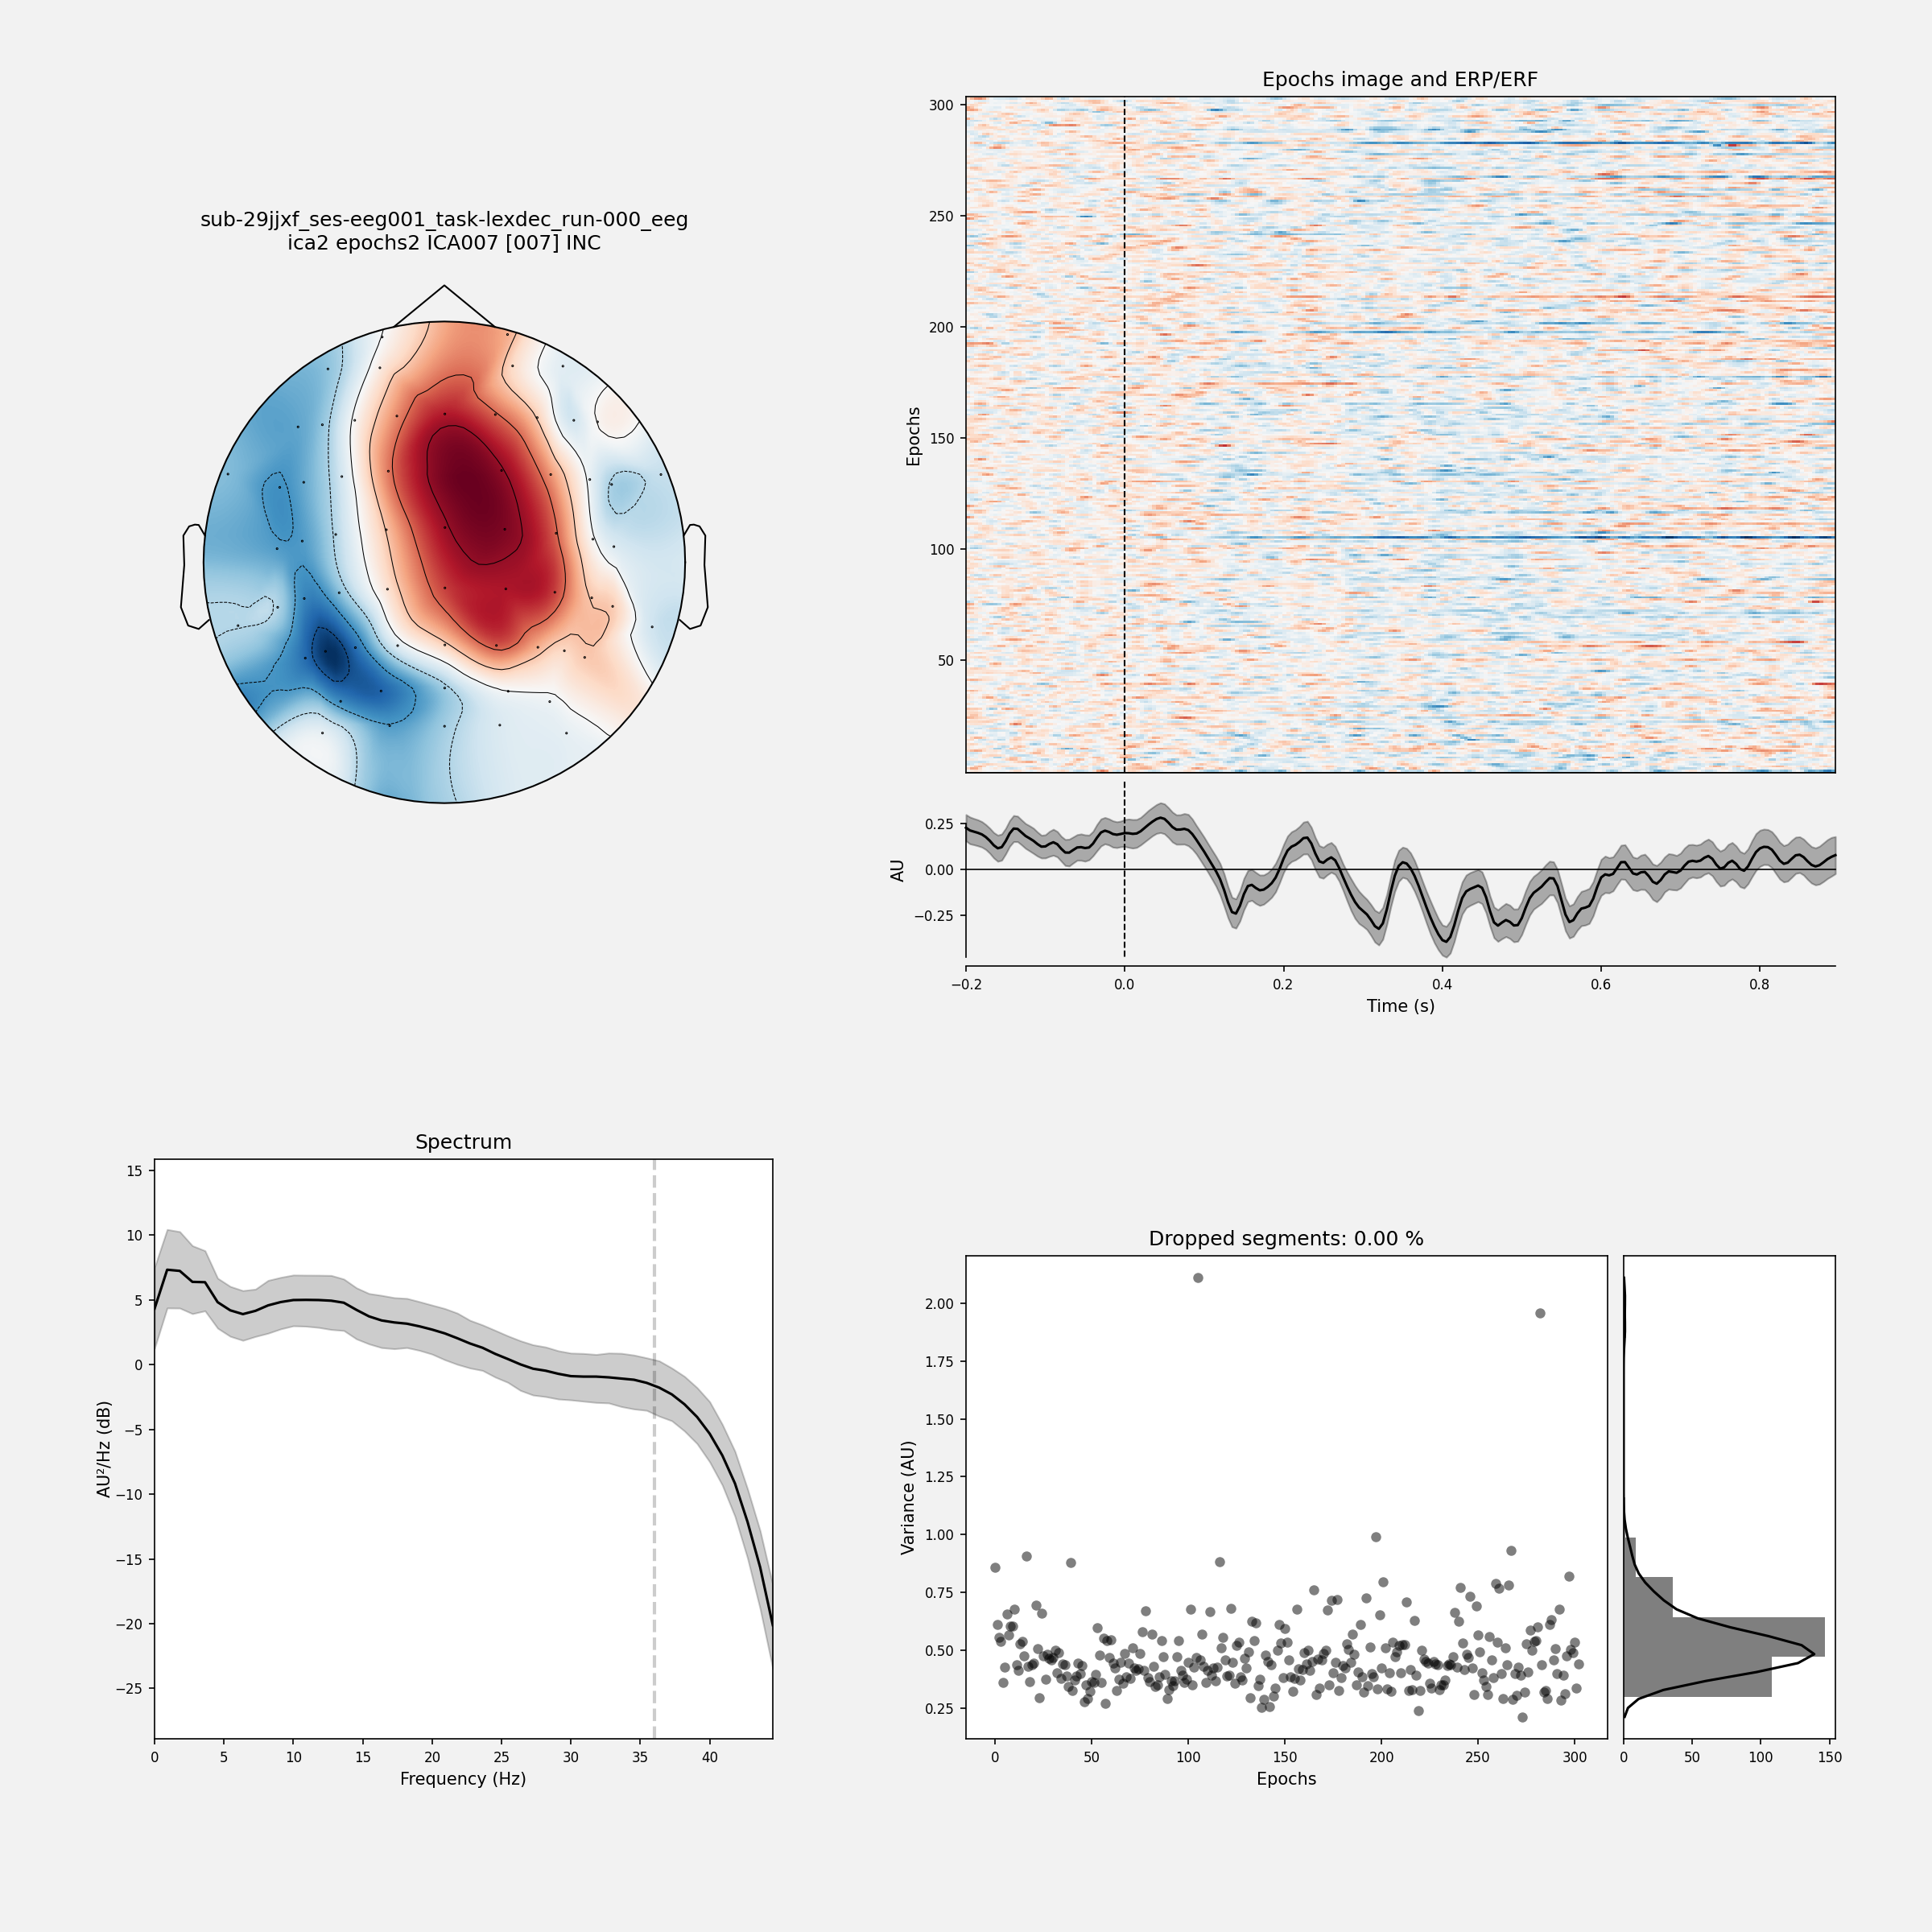 sub-29jjxf_ses-eeg001_task-lexdec_run-000_eeg
ica2 epochs2 ICA007 [007] INC
Epochs image and ERP/ERF
Epochs
300
250
200
150
100
50
AU
0.25
0.00
−0.25
−0.2 0.0 0.2 0.4 0.6 0.8
Time (s)
Spectrum
AU²/Hz (dB)
15
10
5
0
−5
−10
−15
−20
−25
0 5 10 15 20 25 30 35 40
Frequency (Hz)
Dropped segments: 0.00 %
Variance (AU)
2.00
1.75
1.50
1.25
1.00
0.75
0.50
0.25
0 50 100 150 200 250 300
Epochs
0 50 100 150